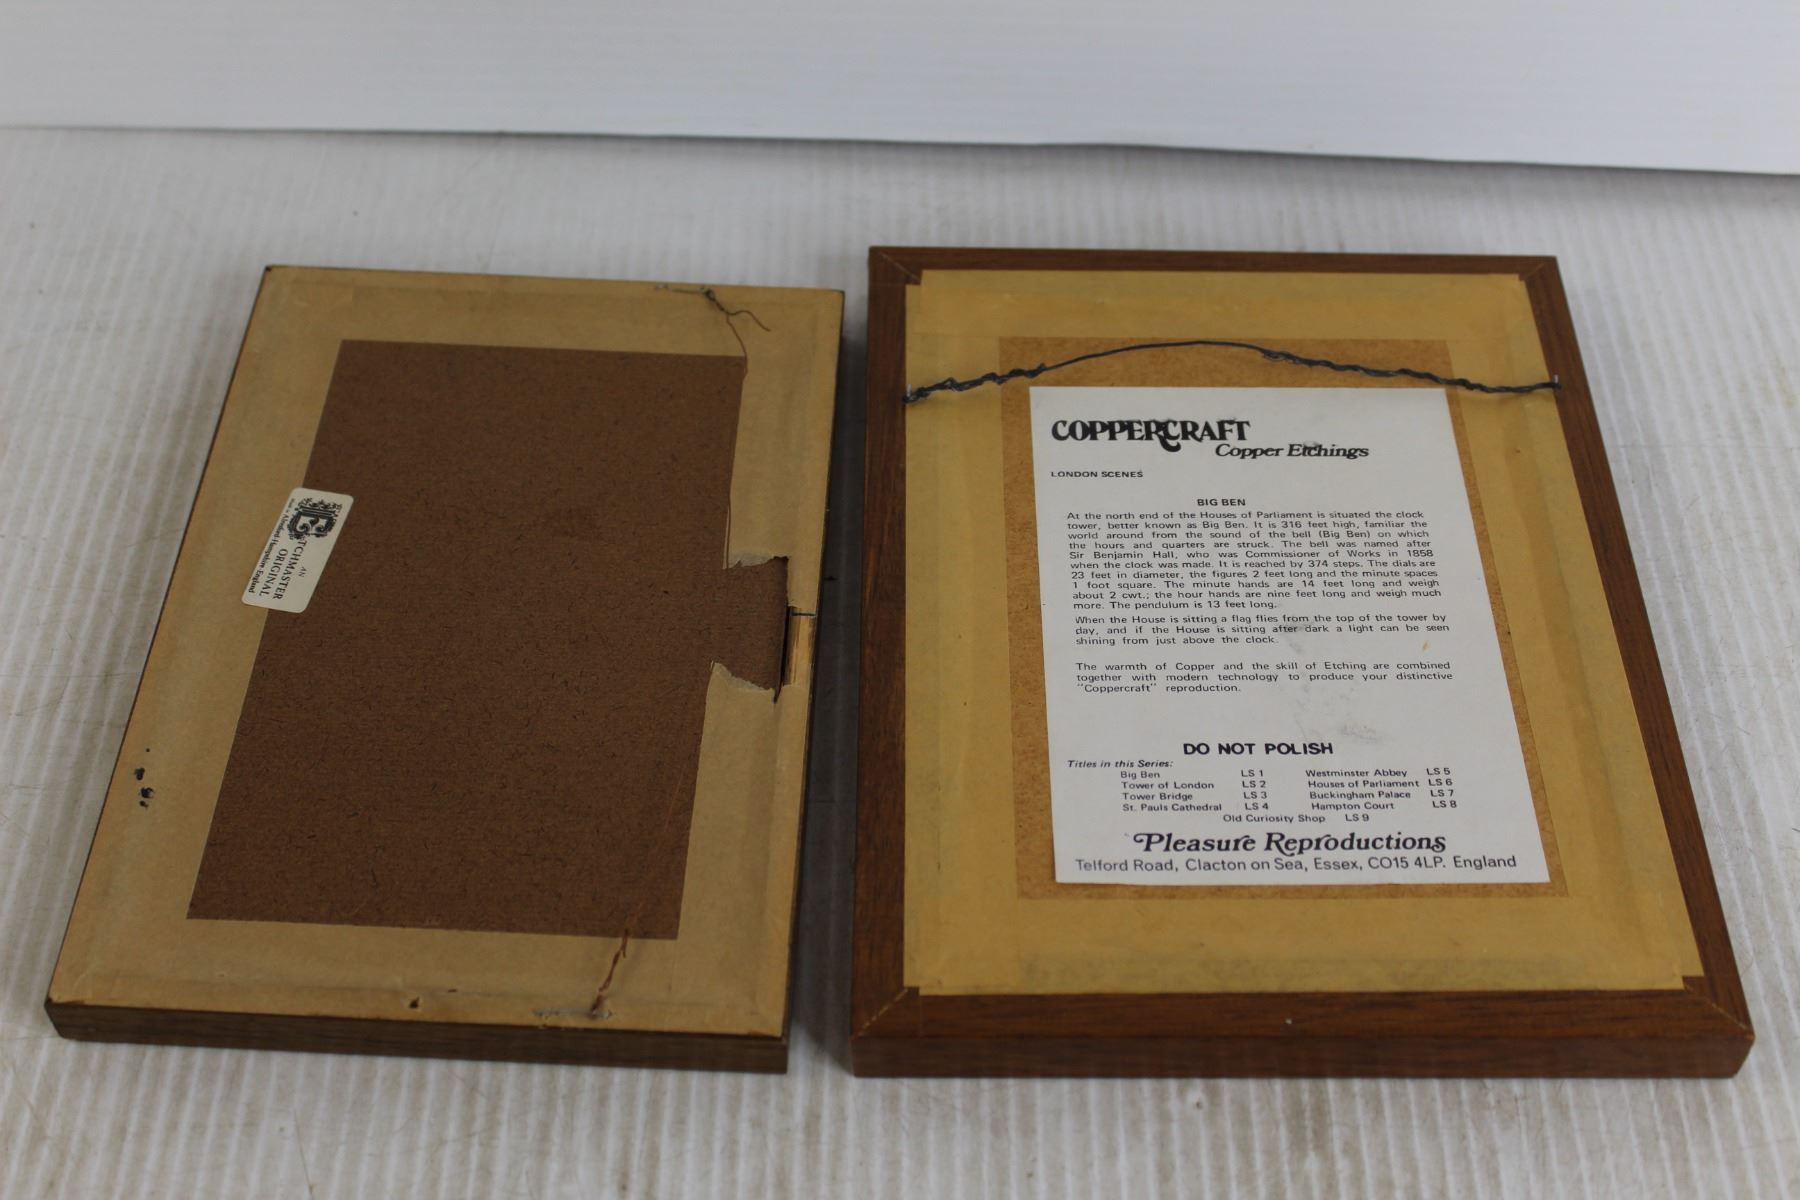 AN
ETCHMASTER
ORIGINAL
Made in Alresford Hampshire England
COPPERCRAFT
Copper Etchings
LONDON SCENES
BIG BEN
At the north end of the Houses of Parliament is situated the clock
tower, better known as Big Ben. It is 316 feet high, familiar the
world around from the sound of the bell (Big Ben) on which
the hours and quarters are struck. The bell was named after
Sir Benjamin Hall, who was Commissioner of Works in 1858
when the clock was made. It is reached by 374 steps. The dials are
23 feet in diameter, the figures 2 feet long and the minute spaces
1 foot square. The minute hands are 14 feet long and weigh
about 2 cwt.; the hour hands are nine feet long and weigh much
more. The pendulum is 13 feet long.
When the House is sitting a flag flies from the top of the tower by
day, and if the House is sitting after dark a light can be seen
shining from just above the clock.
The warmth of Copper and the skill of Etching are combined
together with modern technology to produce your distinctive
"Coppercraft" reproduction.
DO NOT POLISH
Titles in this Series:
Big Ben LS 1 Westminster Abbey LS 5
Tower of London LS 2 Houses of Parliament LS 6
Tower Bridge LS 3 Buckingham Palace LS 7
St. Pauls Cathedral LS 4 Hampton Court LS 8
Old Curiosity Shop LS 9
Pleasure Reproductions
Telford Road, Clacton on Sea, Essex, CO15 4LP. England